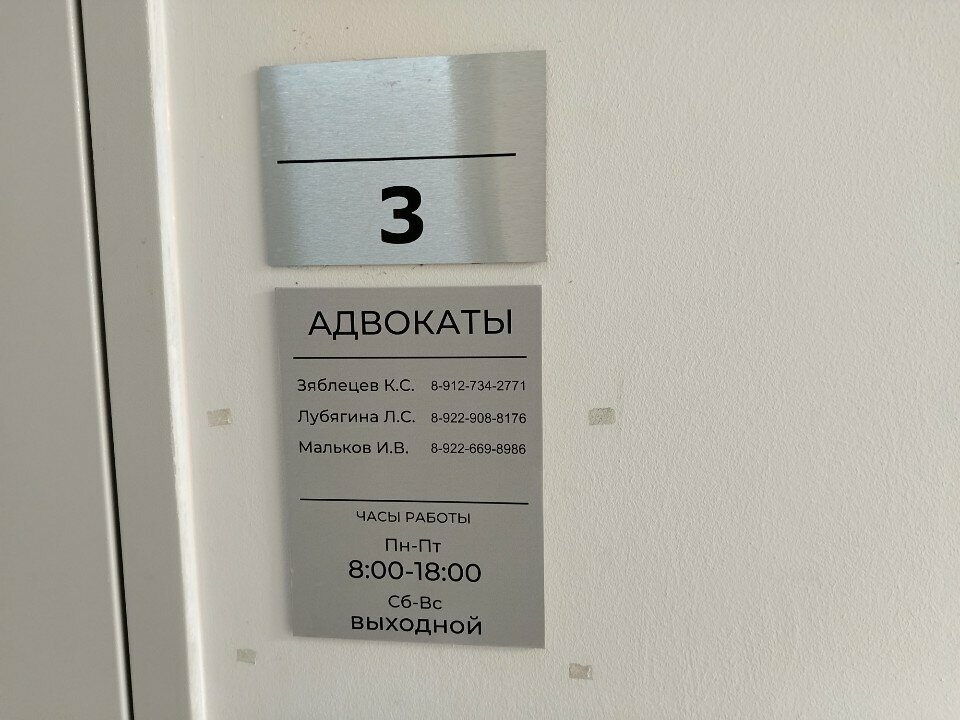 3
АДВОКАТЫ
Зяблецев К.С. 8-912-734-2771
Лубягина Л.С. 8-922-908-8176
Мальков И.В. 8-922-669-8986
ЧАСЫ РАБОТЫ
Пн-Пт
8:00-18:00
Сб-Вс
ВЫХОДНОЙ